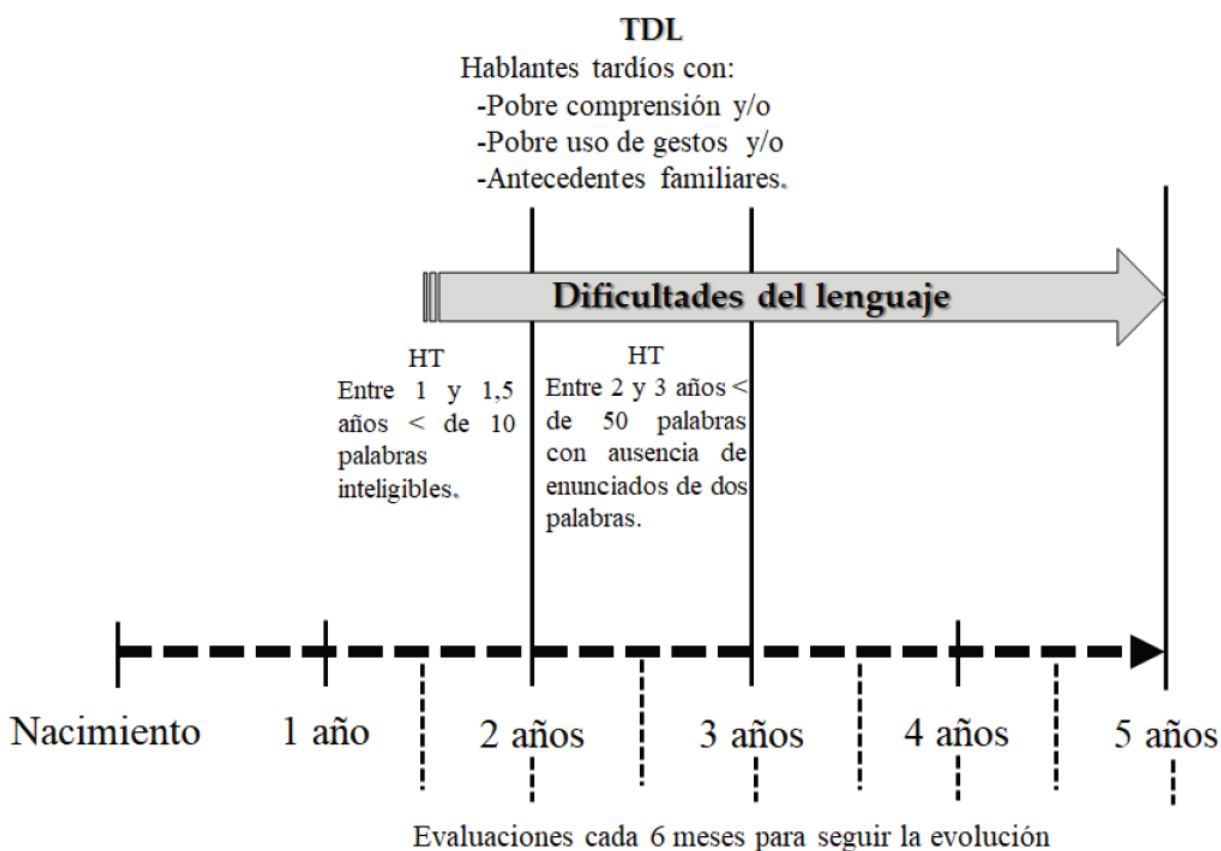 TDL
Hablantes tardíos con:
-Pobre comprensión y/o
-Pobre uso de gestos y/o
-Antecedentes familiares.
Dificultades del lenguaje
HT
Entre 1 y 1,5
años < de 10
palabras
inteligibles.
HT
Entre 2 y 3 años <
de 50 palabras
con ausencia de
enunciados de dos
palabras.
Nacimiento
1 año
2 años
3 años
4 años
5 años
Evaluaciones cada 6 meses para seguir la evolución